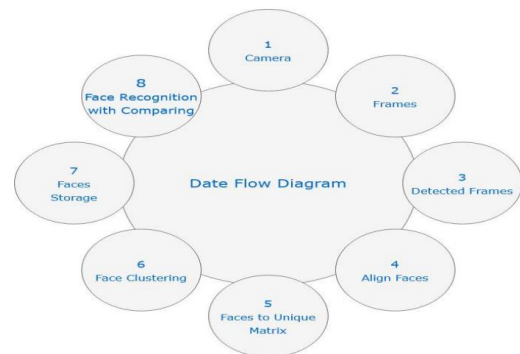 1
Camera
2
Frames
3
Detected Frames
4
Align Faces
5
Faces to Unique
Matrix
6
Face Clustering
7
Faces
Storage
8
Face Recognition
with Comparing
Date Flow Diagram